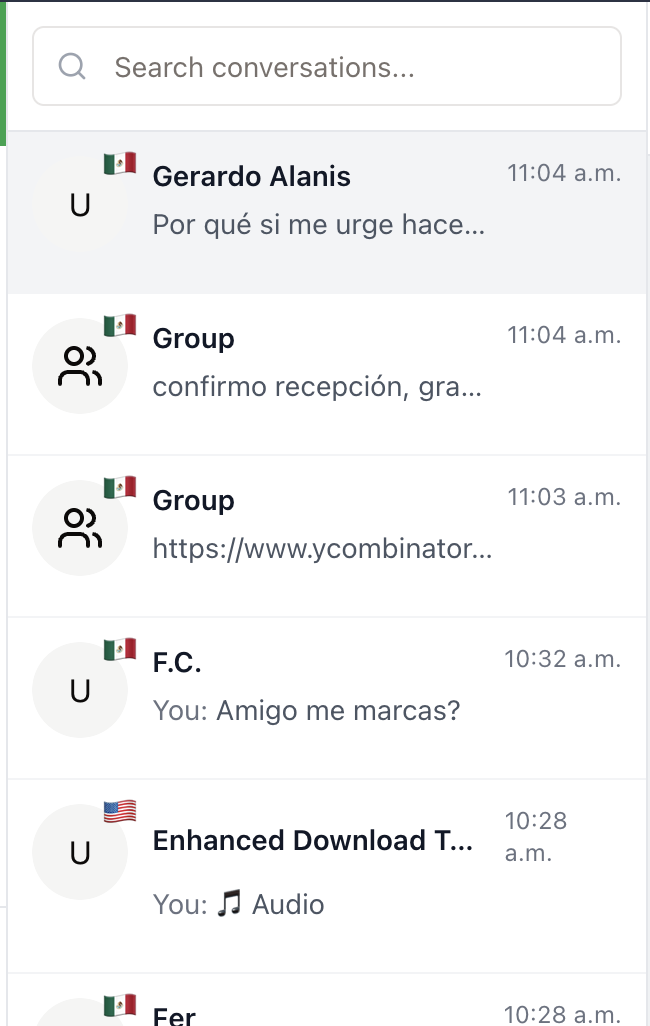 Search conversations...
U
Gerardo Alanis
11:04 a.m.
Por qué si me urge hace...
Group
11:04 a.m.
confirmo recepción, gra...
Group
11:03 a.m.
https://www.ycombinator...
U
F.C.
10:32 a.m.
You: Amigo me marcas?
U
Enhanced Download T...
10:28
a.m.
You: 🎵 Audio
Fer
10:28 a.m.